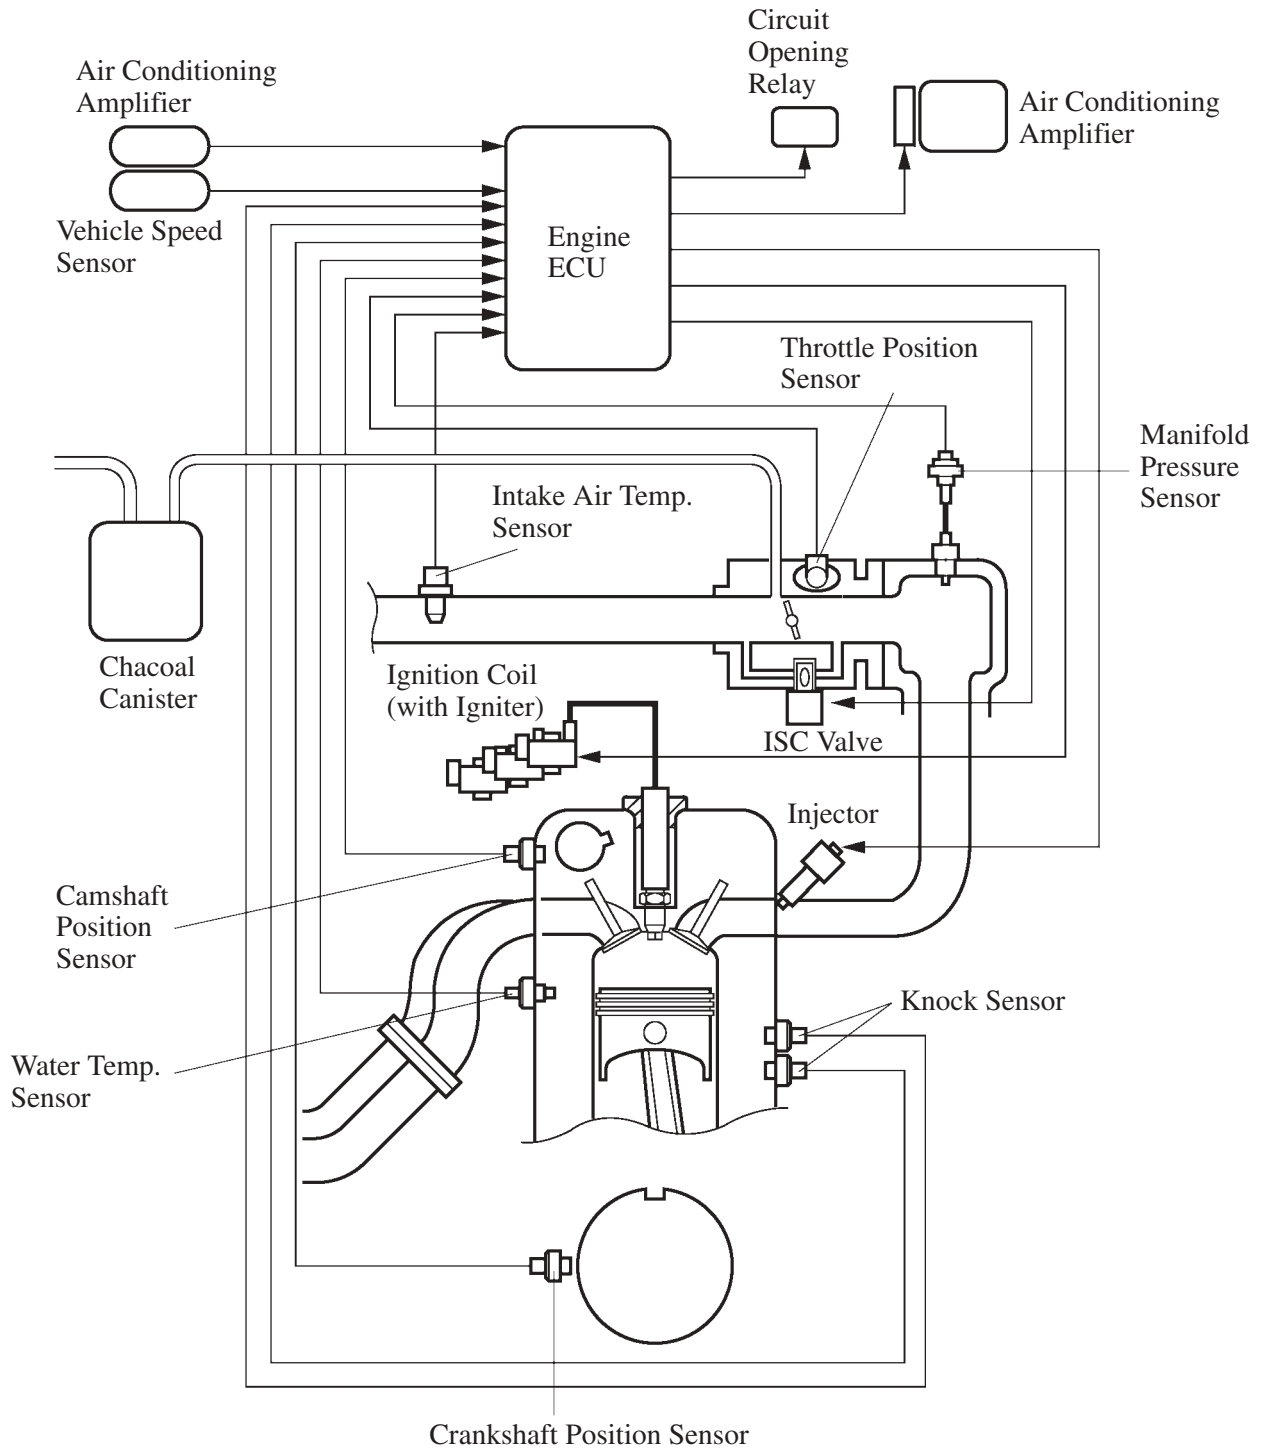 Circuit
Opening
Relay
Air Conditioning
Amplifier
Air Conditioning
Amplifier
Vehicle Speed
Sensor
Engine
ECU
Throttle Position
Sensor
Manifold
Pressure
Sensor
Intake Air Temp.
Sensor
Chacoal
Canister
Ignition Coil
(with Igniter)
ISC Valve
Injector
Camshaft
Position
Sensor
Knock Sensor
Water Temp.
Sensor
Crankshaft Position Sensor